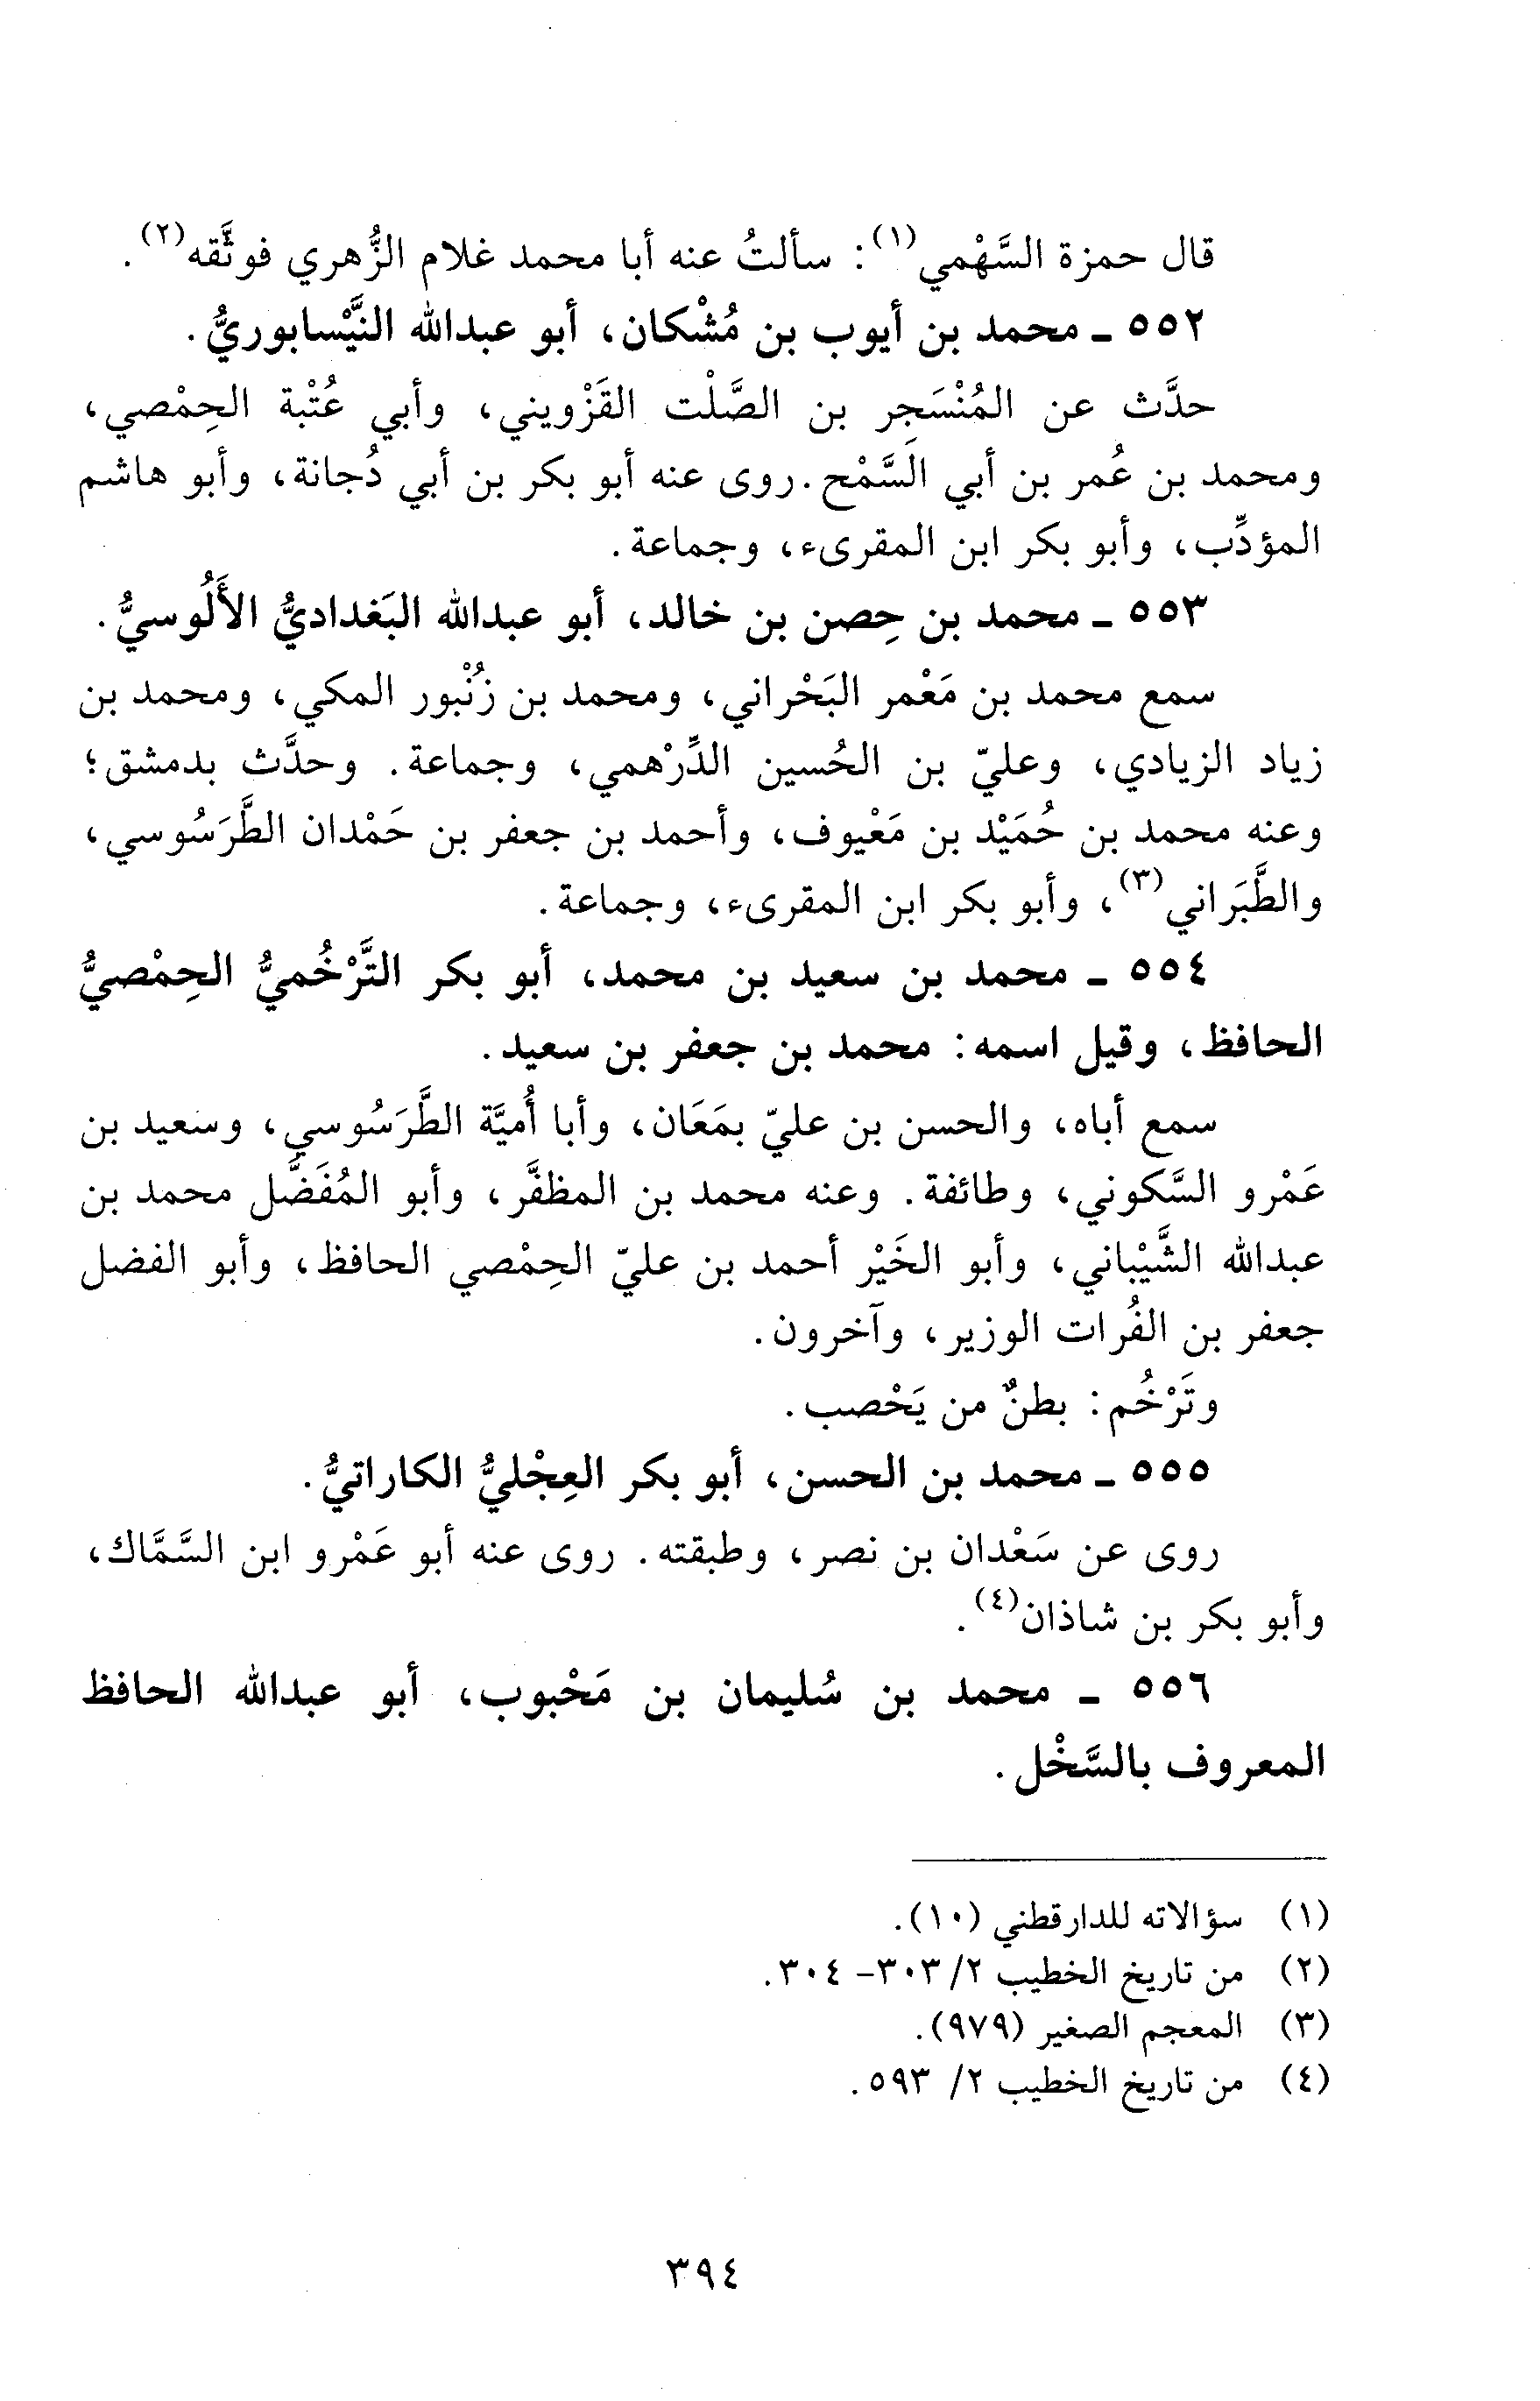 قال حمزة السَّهْمي(١): سألتُ عنه أبا محمد غلام الزُّهري فوثَّقه(٢).
٥٥٢ ـ محمد بن أيوب بن مُشْكان، أبو عبدالله النَّيْسابوريُّ.
حدَّث عن المُنْسَجِر بن الصَّلْت القَزْويني، وأبي عُتْبة الحِمْصي،
ومحمد بن عُمر بن أبي السَّمْح. روى عنه أبو بكر بن أبي دُجانة، وأبو هاشم
المؤدِّب، وأبو بكر ابن المقرىء، وجماعة.
٥٥٣ ـ محمد بن حِصن بن خالد، أبو عبدالله البَغداديُّ الأَلُوسيُّ.
سمع محمد بن مَعْمر البَحْراني، ومحمد بن زُنْبور المكي، ومحمد بن
زياد الزيادي، وعليّ بن الحُسين الدِّرْهمي، وجماعة. وحدَّث بدمشق؛
وعنه محمد بن حُمَيْد بن مَعْيوف، وأحمد بن جعفر بن حَمْدان الطَّرَسُوسي،
والطَّبَراني(٣)، وأبو بكر ابن المقرىء، وجماعة.
٥٥٤ ـ محمد بن سعيد بن محمد، أبو بكر التَّرْخُميُّ الحِمْصيُّ
الحافظ، وقيل اسمه: محمد بن جعفر بن سعيد.
سمع أباه، والحسن بن عليّ بمَعَان، وأبا أُميَّة الطَّرَسُوسي، وسعيد بن
عَمْرو السَّكوني، وطائفة. وعنه محمد بن المظفَّر، وأبو المُفَضَّل محمد بن
عبدالله الشَّيْباني، وأبو الخَيْر أحمد بن عليّ الحِمْصي الحافظ، وأبو الفضل
جعفر بن الفُرات الوزير، وآخرون.
وتَرْخُم: بطنٌ من يَحْصب.
٥٥٥ ـ محمد بن الحسن، أبو بكر العِجْليُّ الكاراتيُّ.
روى عن سَعْدان بن نصر، وطبقته. روى عنه أبو عَمْرو ابن السَّمَّاك،
وأبو بكر بن شاذان(٤).
٥٥٦ ـ محمد بن سُليمان بن مَحْبوب، أبو عبدالله الحافظ
المعروف بالسَّخْل.
(١) سؤالاته للدارقطني (١٠).
(٢) من تاريخ الخطيب ٢/ ٣٠٣- ٣٠٤.
(٣) المعجم الصغير (٩٧٩).
(٤) من تاريخ الخطيب ٢/ ٥٩٣.
٣٩٤